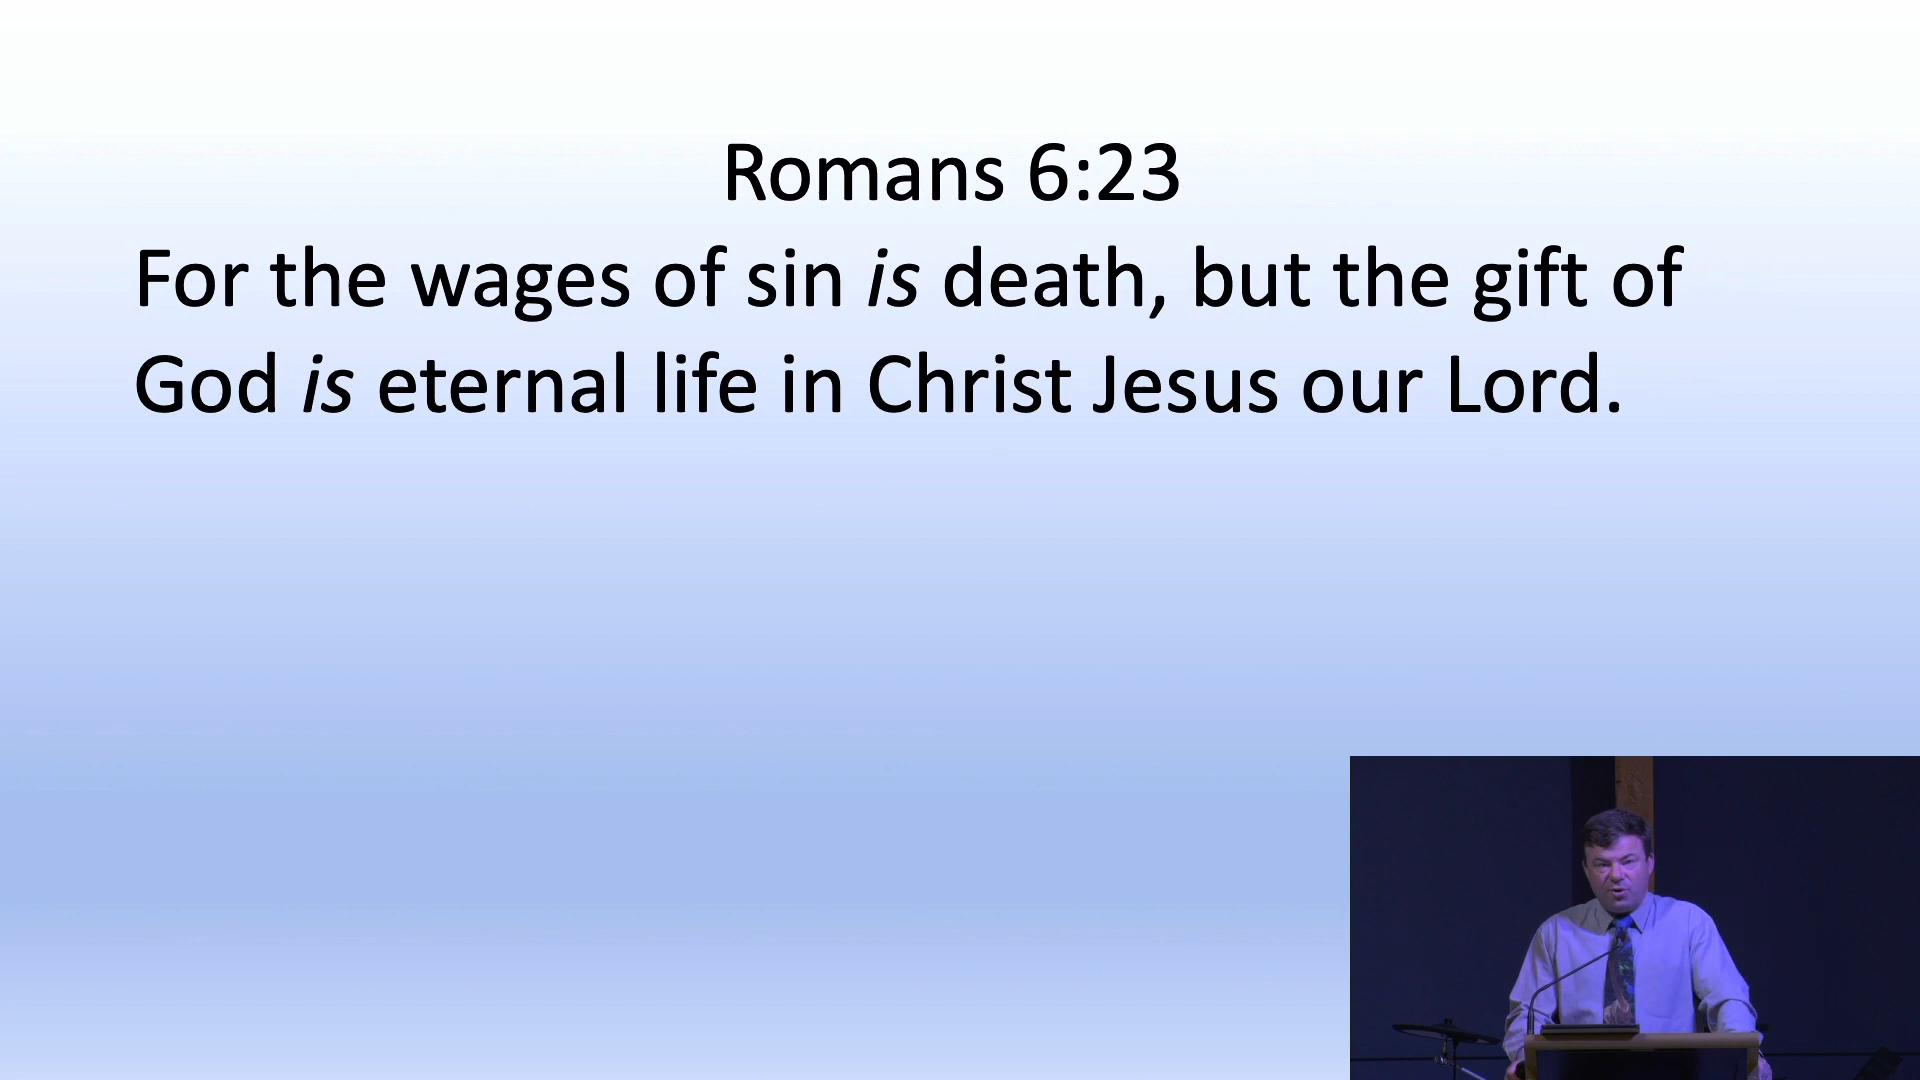 Romans 6:23
For the wages of sin is death, but the gift of
God is eternal life in Christ Jesus our Lord.